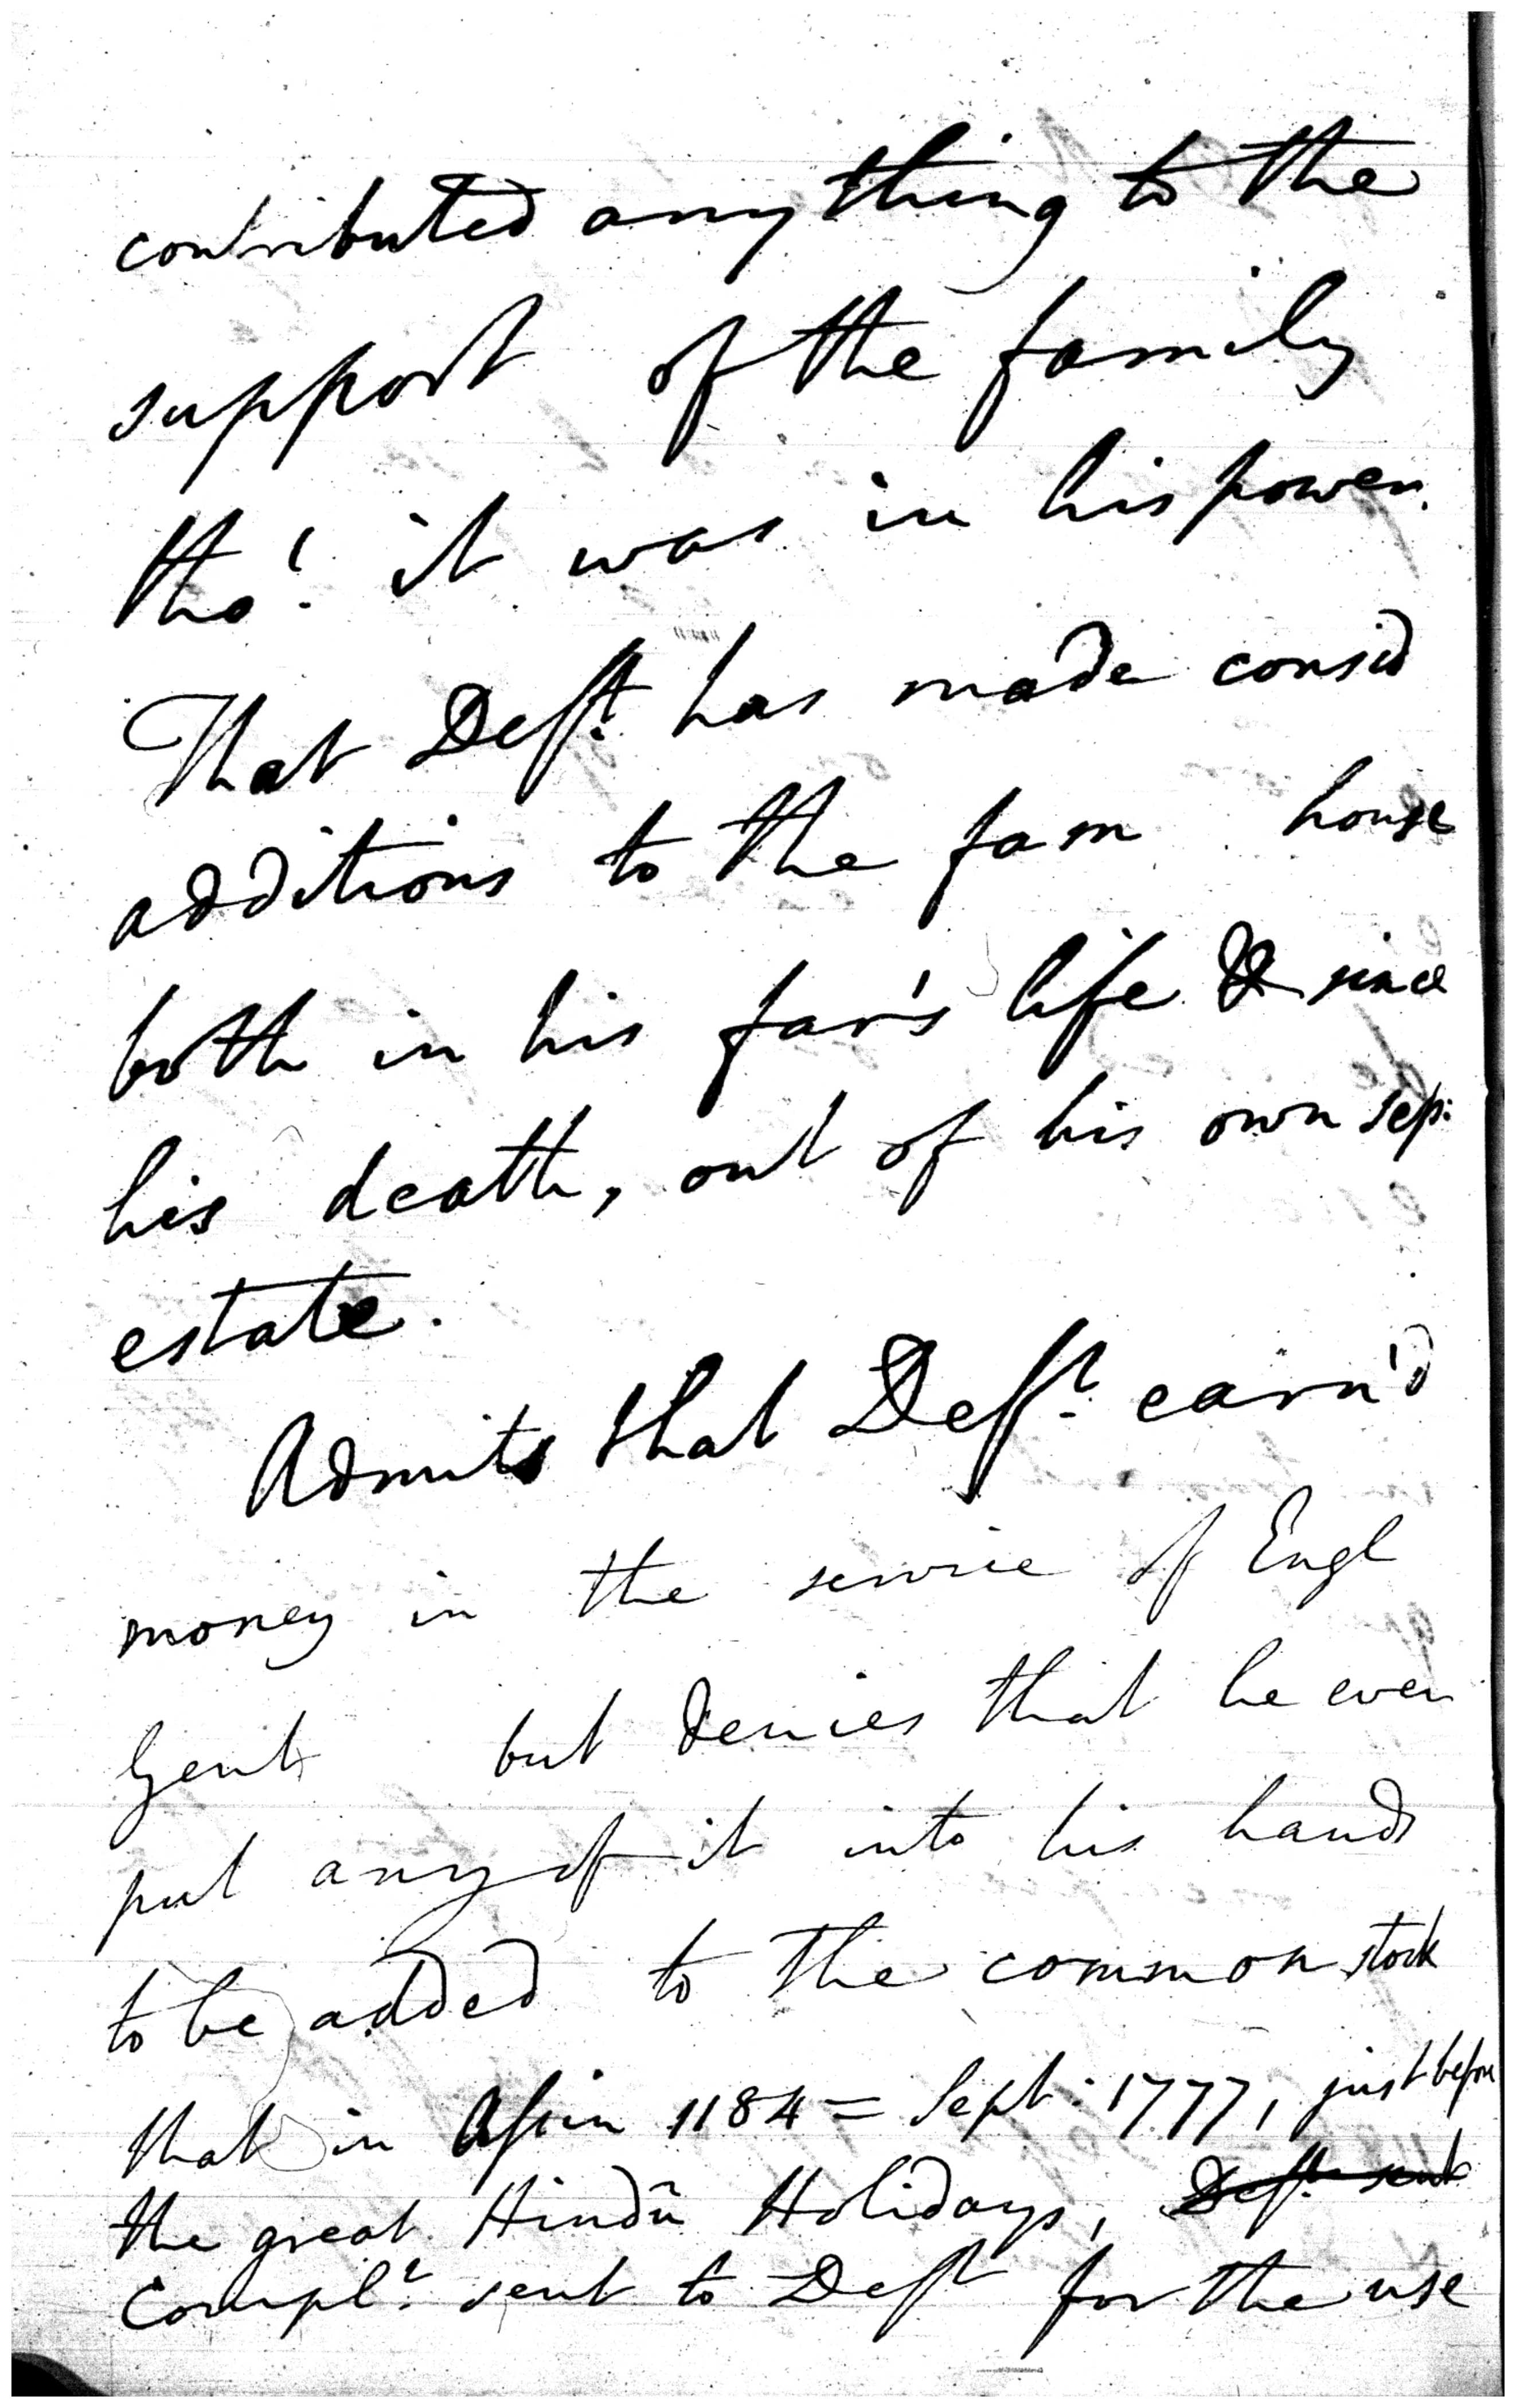 contributed anything to the
support of the family
tho'. it was in his power.
That Deft. has made consid
additions to the fam house
both in his far's life & since
his death, out of his own sep:
estate.
Admits that Deft. earn'd
money in the service of Engl
Gent but denies that he ever
put any of it into his hands
to be added to the common stock
that in Assin 1184 = Sept: 1777, just before
the great Hindû Holidays, Deft. sent
Complt. sent to Deft for the use